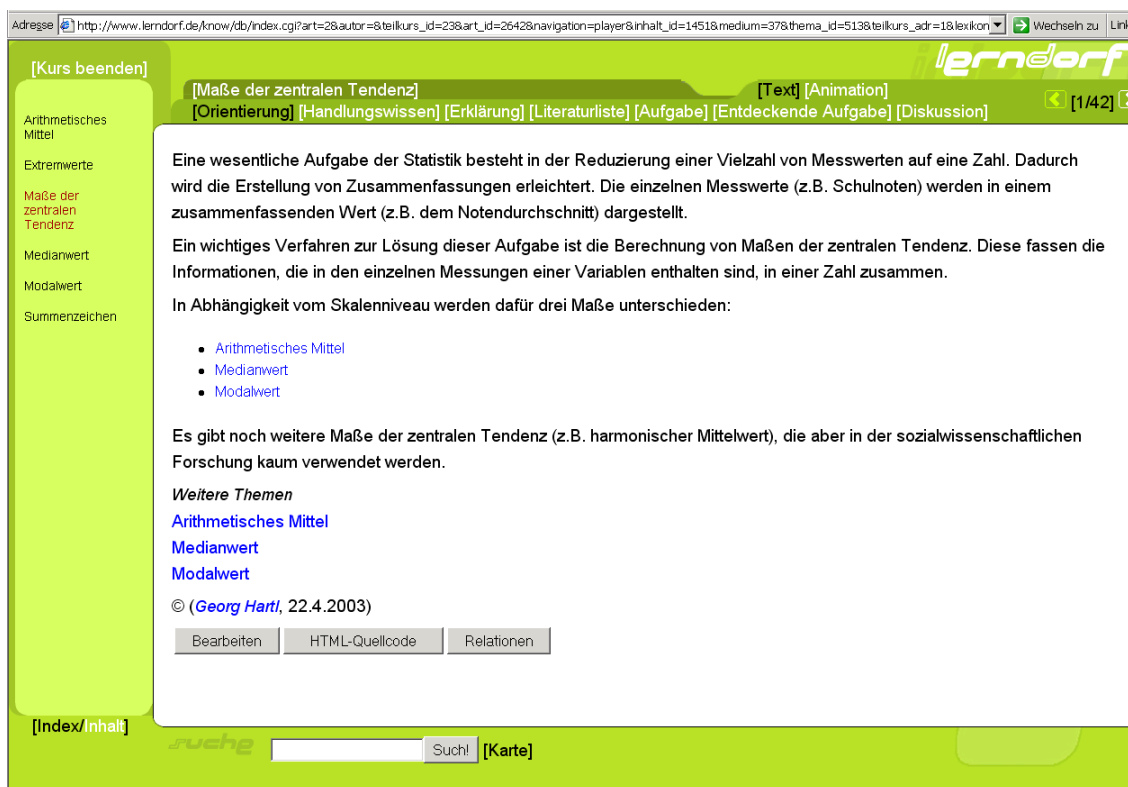 Adresse http://www.lerndorf.de/know/db/index.cgi?art=2&autor=&teilkurs_id=23&art_id=2642&navigation=player&inhalt_id=1451&medium=37&thema_id=513&teilkurs_adr=1&lexikon Wechseln zu Link
lerndorf
[Kurs beenden]
[Maße der zentralen Tendenz] [Text] [Animation]
[Orientierung] [Handlungswissen] [Erklärung] [Literaturliste] [Aufgabe] [Entdeckende Aufgabe] [Diskussion] [1/42]
Arithmetisches
Mittel
Extremwerte
Maße der
zentralen
Tendenz
Medianwert
Modalwert
Summenzeichen
Eine wesentliche Aufgabe der Statistik besteht in der Reduzierung einer Vielzahl von Messwerten auf eine Zahl. Dadurch
wird die Erstellung von Zusammenfassungen erleichtert. Die einzelnen Messwerte (z.B. Schulnoten) werden in einem
zusammenfassenden Wert (z.B. dem Notendurchschnitt) dargestellt.
Ein wichtiges Verfahren zur Lösung dieser Aufgabe ist die Berechnung von Maßen der zentralen Tendenz. Diese fassen die
Informationen, die in den einzelnen Messungen einer Variablen enthalten sind, in einer Zahl zusammen.
In Abhängigkeit vom Skalenniveau werden dafür drei Maße unterschieden:
• Arithmetisches Mittel
• Medianwert
• Modalwert
Es gibt noch weitere Maße der zentralen Tendenz (z.B. harmonischer Mittelwert), die aber in der sozialwissenschaftlichen
Forschung kaum verwendet werden.
Weitere Themen
Arithmetisches Mittel
Medianwert
Modalwert
© (Georg Hartl, 22.4.2003)
Bearbeiten HTML-Quellcode Relationen
[Index/Inhalt]
suche Such! [Karte]